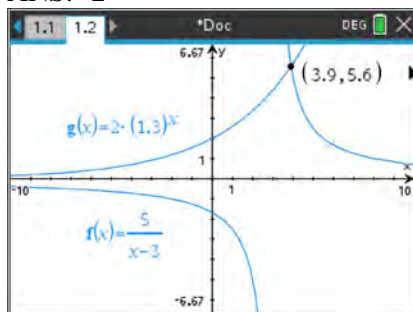 1.1 1.2 *Doc DEG
6.67 y
(3.9,5.6)
g(x)=2·(1.3)^x
1
x
-10 1 10
f(x)=5/(x-3)
-6.67